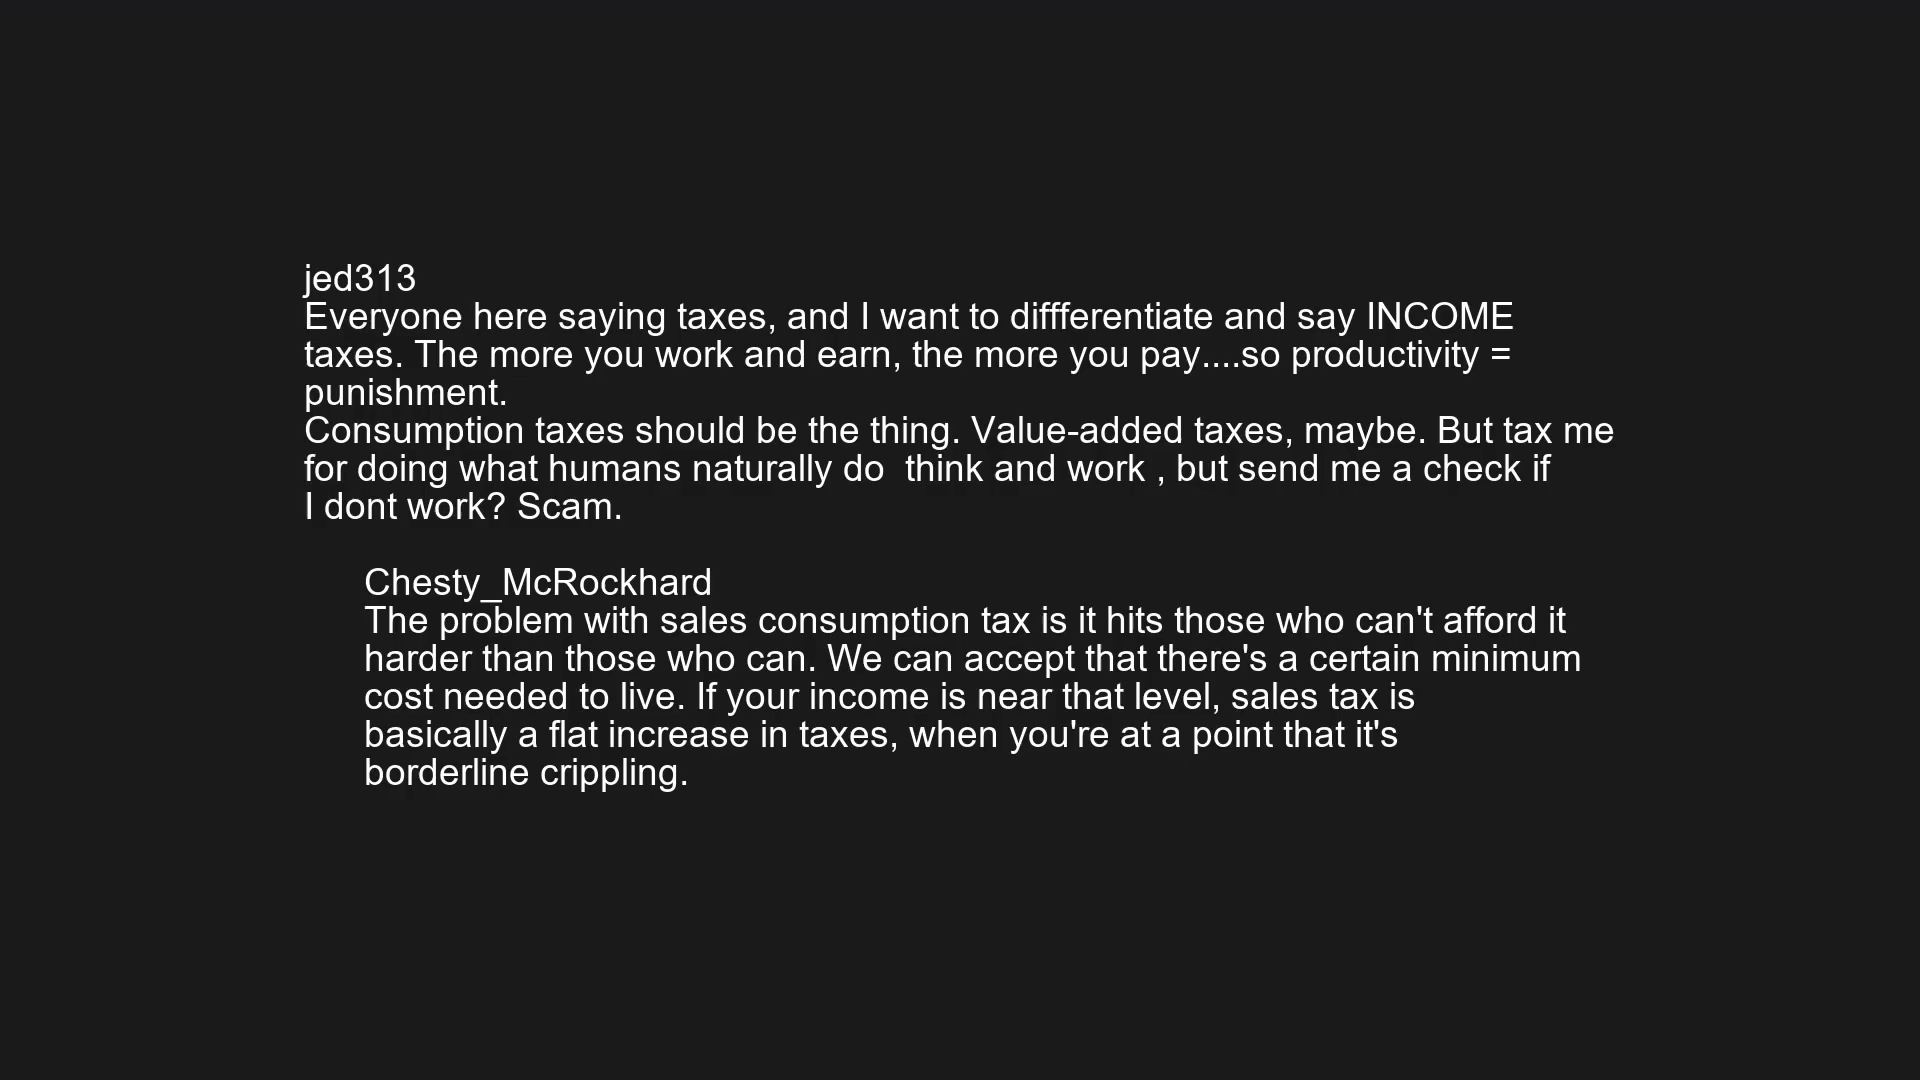 jed313
Everyone here saying taxes, and I want to diffferentiate and say INCOME
taxes. The more you work and earn, the more you pay....so productivity =
punishment.
Consumption taxes should be the thing. Value-added taxes, maybe. But tax me
for doing what humans naturally do  think and work , but send me a check if
I dont work? Scam.
Chesty_McRockhard
The problem with sales consumption tax is it hits those who can't afford it
harder than those who can. We can accept that there's a certain minimum
cost needed to live. If your income is near that level, sales tax is
basically a flat increase in taxes, when you're at a point that it's
borderline crippling.